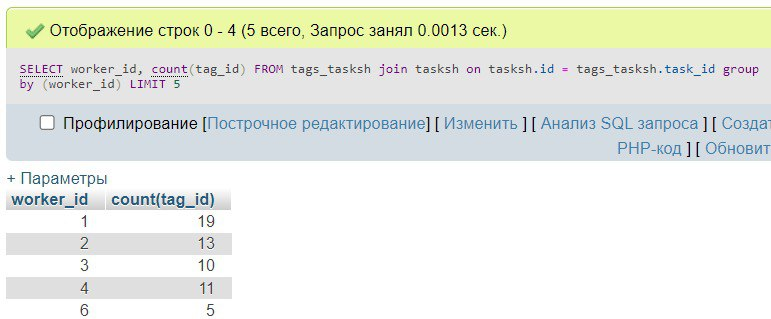 Отображение строк 0 - 4 (5 всего, Запрос занял 0.0013 сек.)
SELECT worker_id, count(tag_id) FROM tags_tasksh join tasksh on tasksh.id = tags_tasksh.task_id group
by (worker_id) LIMIT 5
Профилирование [Построчное редактирование] [ Изменить ] [ Анализ SQL запроса ] [ Создат
PHP-код ] [ Обновит
+ Параметры
worker_id count(tag_id)
1 19
2 13
3 10
4 11
6 5